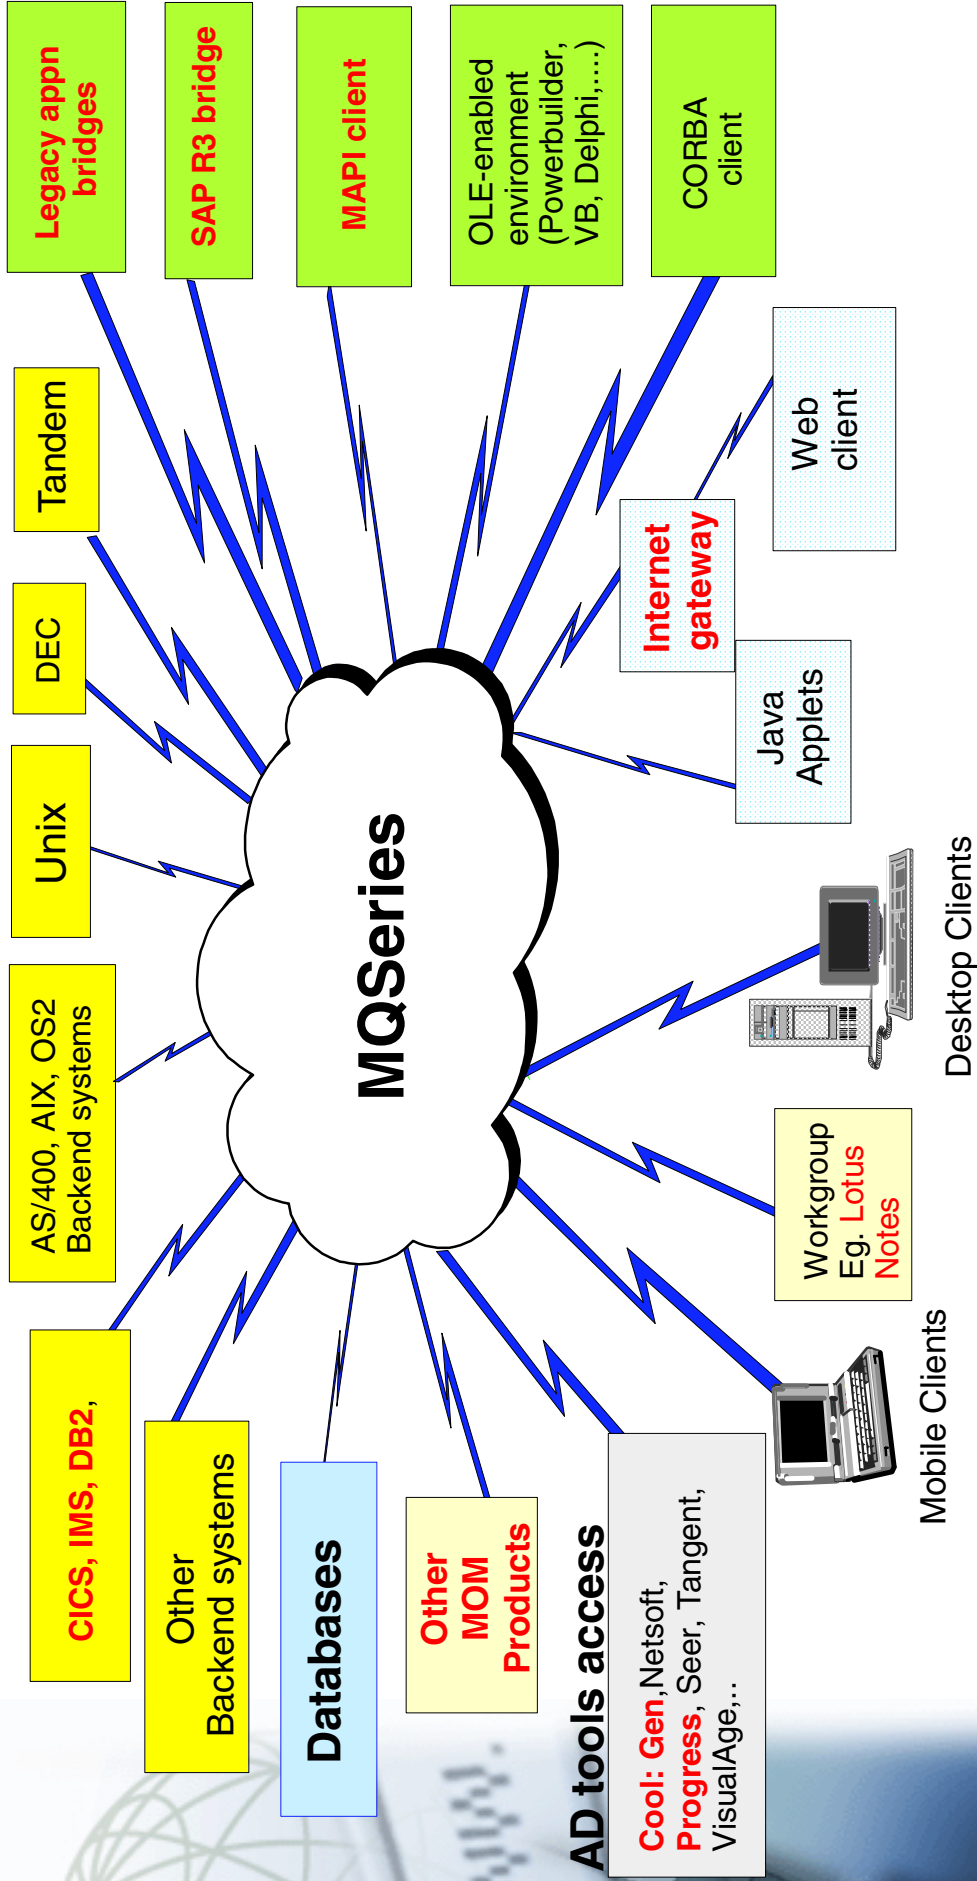 CICS, IMS, DB2,
AS/400, AIX, OS2
Backend systems
Unix
DEC
Tandem
Legacy appn
bridges
Other
Backend systems
SAP R3 bridge
Databases
MQSeries
MAPI client
Other
MOM
Products
OLE-enabled
environment
(Powerbuilder,
VB, Delphi,....)
AD tools access
Cool: Gen,Netsoft,
Progress, Seer, Tangent,
VisualAge,..
Internet
gateway
CORBA
client
Java
Applets
Web
client
Workgroup
Eg. Lotus
Notes
Mobile Clients
Desktop Clients